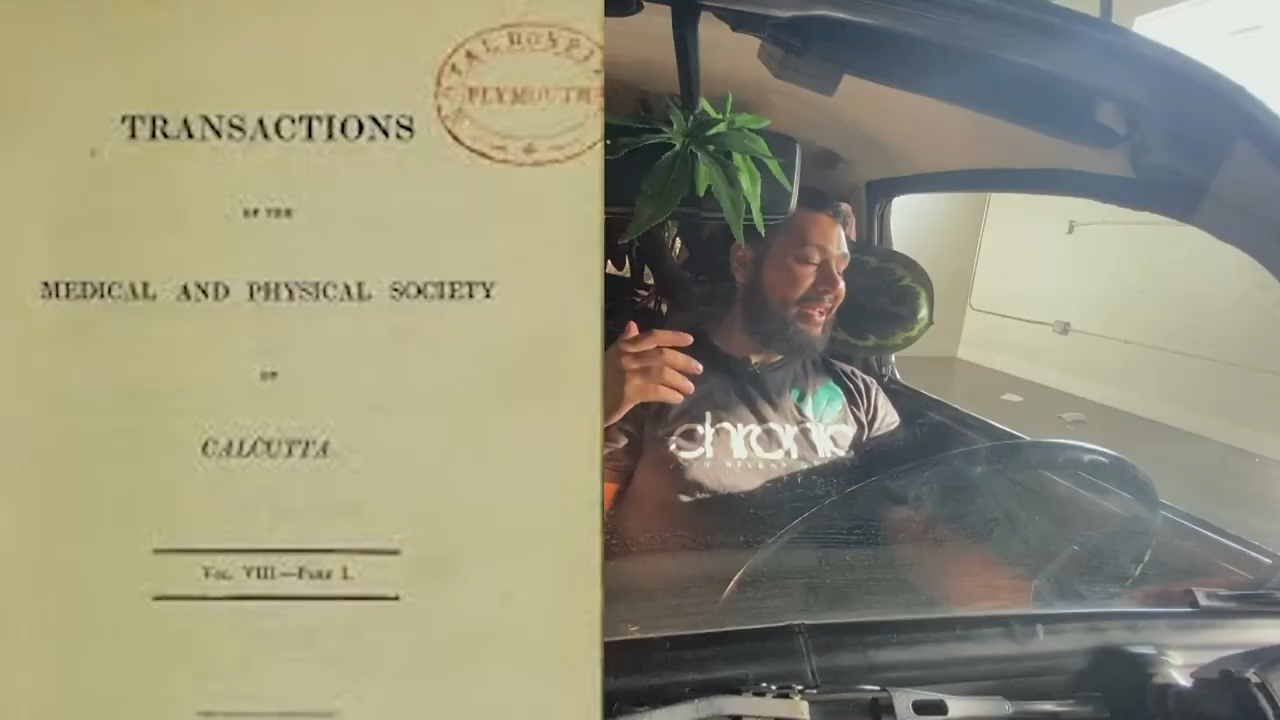 TRANSACTIONS
OF THE
MEDICAL AND PHYSICAL SOCIETY
OF
CALCUTTA
VOL. VIII—PART I.
PLYMOUTH
chronic